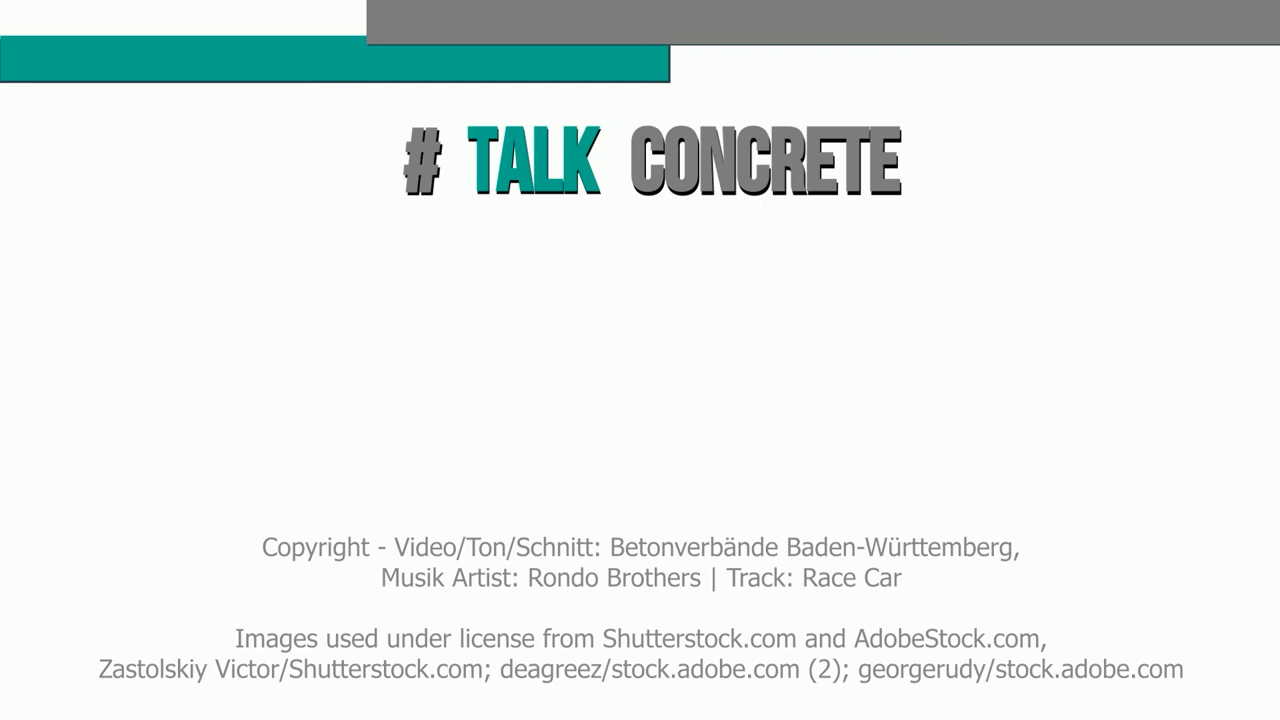 # TALK CONCRETE
Copyright - Video/Ton/Schnitt: Betonverbände Baden-Württemberg,
Musik Artist: Rondo Brothers | Track: Race Car
Images used under license from Shutterstock.com and AdobeStock.com,
Zastolskiy Victor/Shutterstock.com; deagreez/stock.adobe.com (2); georgerudy/stock.adobe.com